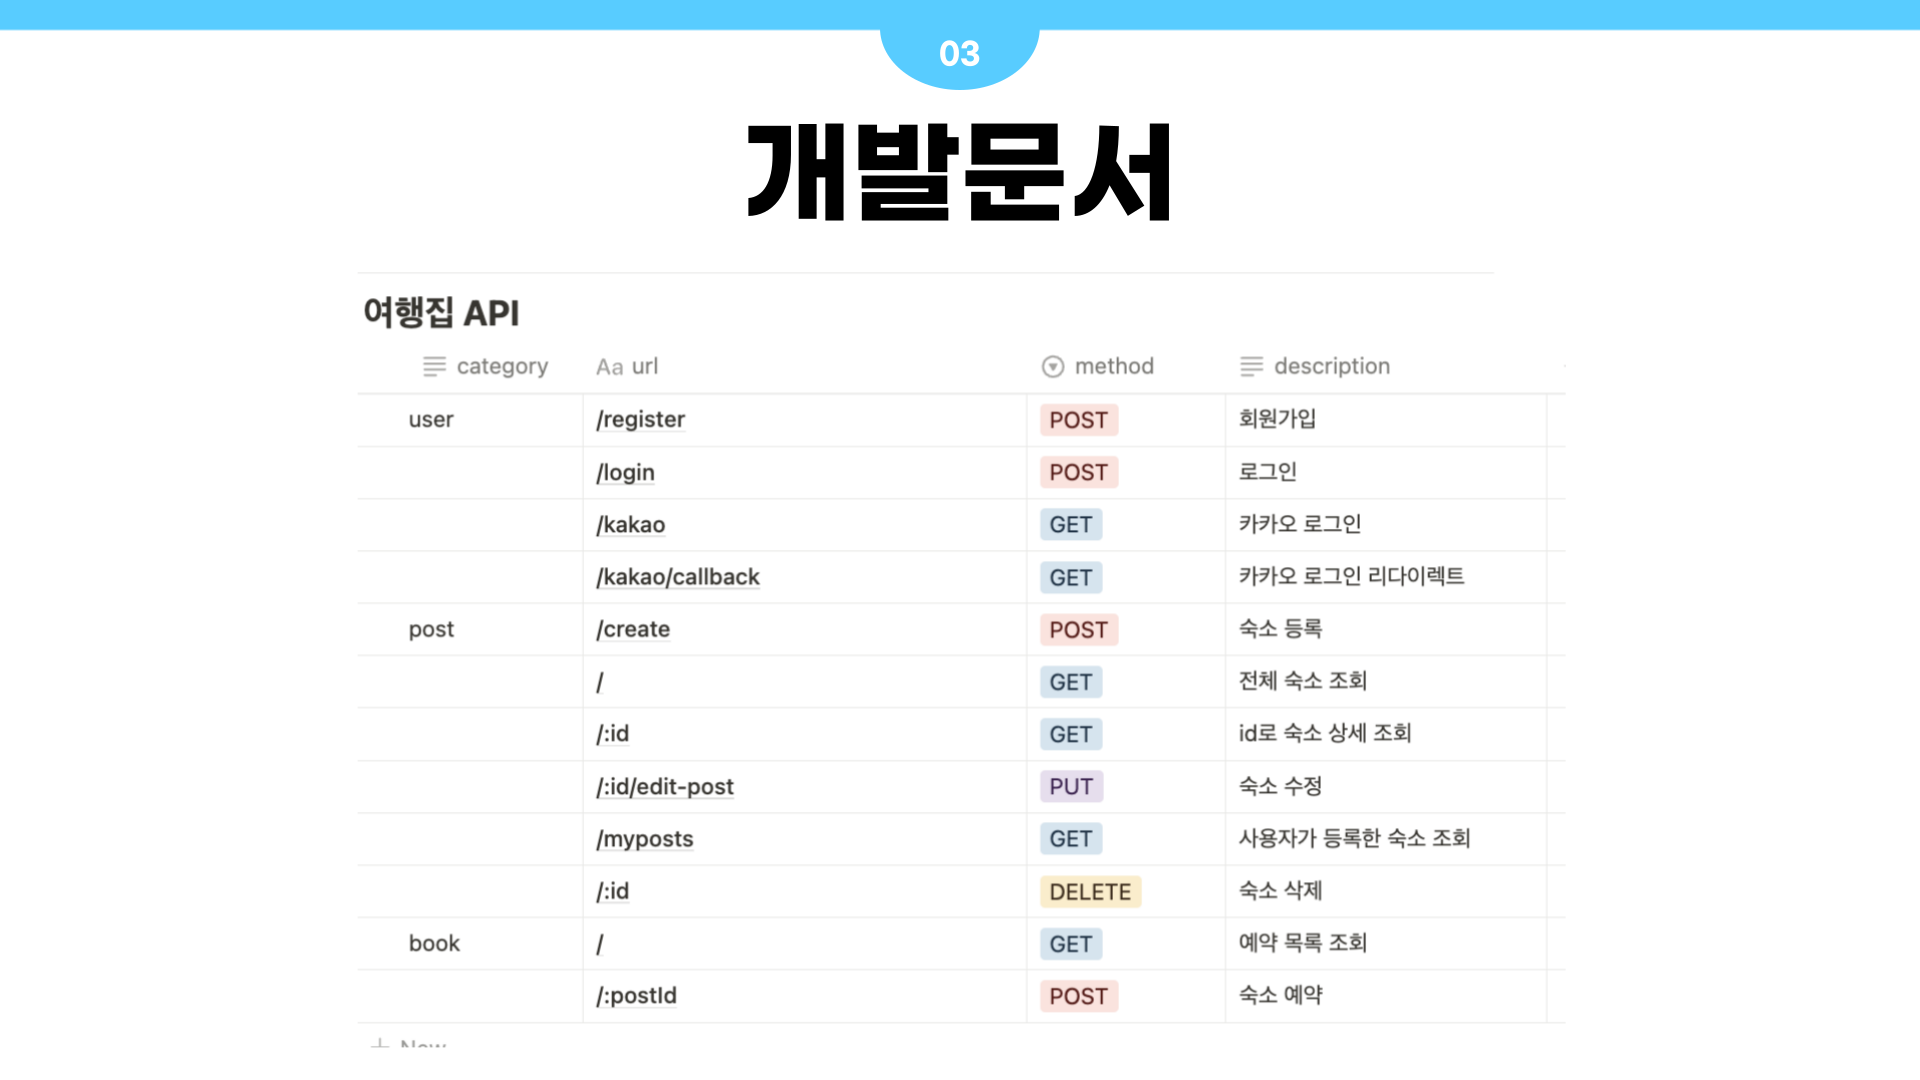 03
개발문서
여행집 API
category Aa url method description
user /register POST 회원가입
/login POST 로그인
/kakao GET 카카오 로그인
/kakao/callback GET 카카오 로그인 리다이렉트
post /create POST 숙소 등록
/ GET 전체 숙소 조회
/:id GET id로 숙소 상세 조회
/:id/edit-post PUT 숙소 수정
/myposts GET 사용자가 등록한 숙소 조회
/:id DELETE 숙소 삭제
book / GET 예약 목록 조회
/:postId POST 숙소 예약
+ New